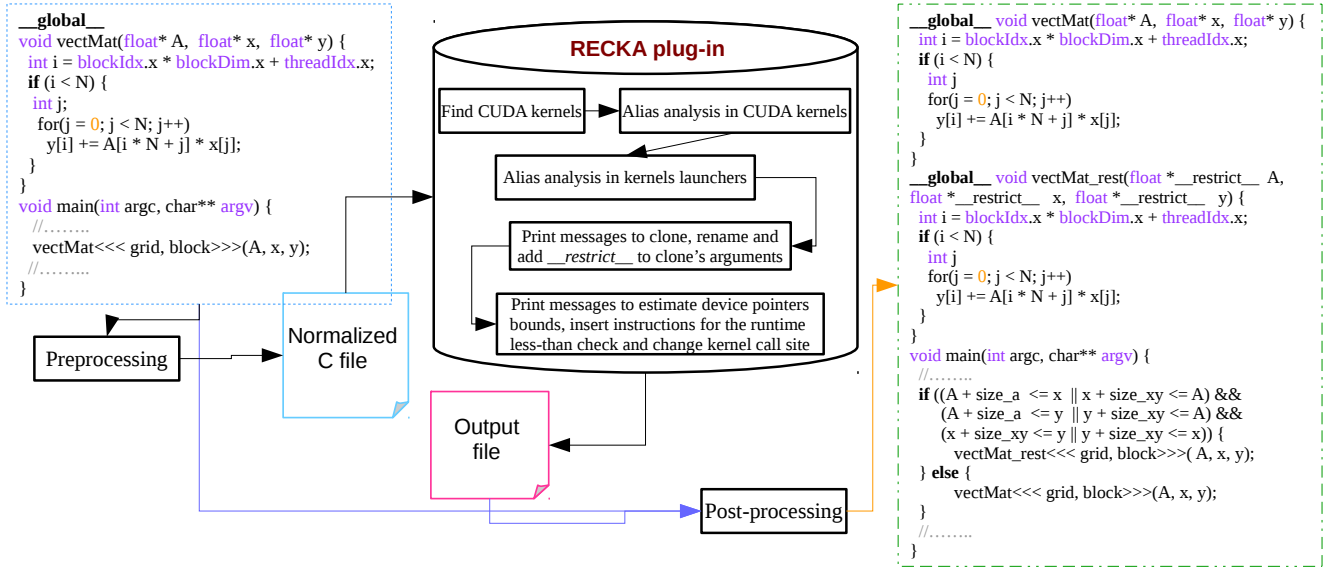 __global__
void vectMat(float* A, float* x, float* y) {
int i = blockIdx.x * blockDim.x + threadIdx.x;
if (i < N) {
int j;
for(j = 0; j < N; j++)
y[i] += A[i * N + j] * x[j];
}
}
void main(int argc, char** argv) {
//........
vectMat<<< grid, block>>>(A, x, y);
//.........
}
Preprocessing
Normalized
C file
RECKA plug-in
Find CUDA kernels
Alias analysis in CUDA kernels
Alias analysis in kernels launchers
Print messages to clone, rename and
add __restrict__ to clone's arguments
Print messages to estimate device pointers
bounds, insert instructions for the runtime
less-than check and change kernel call site
Output
file
Post-processing
__global__ void vectMat(float* A, float* x, float* y) {
int i = blockIdx.x * blockDim.x + threadIdx.x;
if (i < N) {
int j
for(j = 0; j < N; j++)
y[i] += A[i * N + j] * x[j];
}
}
__global__ void vectMat_rest(float *__restrict__ A,
float *__restrict__ x, float *__restrict__ y) {
int i = blockIdx.x * blockDim.x + threadIdx.x;
if (i < N) {
int j
for(j = 0; j < N; j++)
y[i] += A[i * N + j] * x[j];
}
}
void main(int argc, char** argv) {
//........
if ((A + size_a <= x || x + size_xy <= A) &&
(A + size_a <= y || y + size_xy <= A) &&
(x + size_xy <= y || y + size_xy <= x)) {
vectMat_rest<<< grid, block>>>( A, x, y);
} else {
vectMat<<< grid, block>>>(A, x, y);
}
//........
}